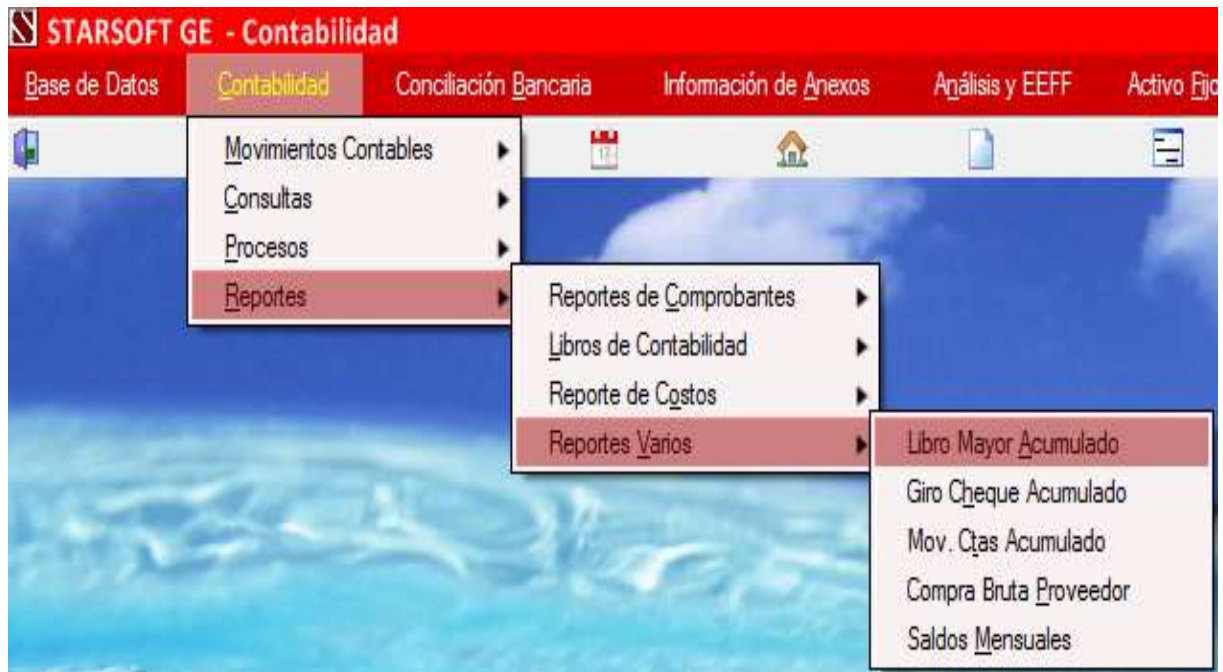 STARSOFT GE - Contabilidad
Base de Datos Contabilidad Conciliación Bancaria Información de Anexos Análisis y EEFF Activo Fijo
Movimientos Contables
Consultas
Procesos
Reportes
Reportes de Comprobantes
Libros de Contabilidad
Reporte de Costos
Reportes Varios
Libro Mayor Acumulado
Giro Cheque Acumulado
Mov. Ctas Acumulado
Compra Bruta Proveedor
Saldos Mensuales